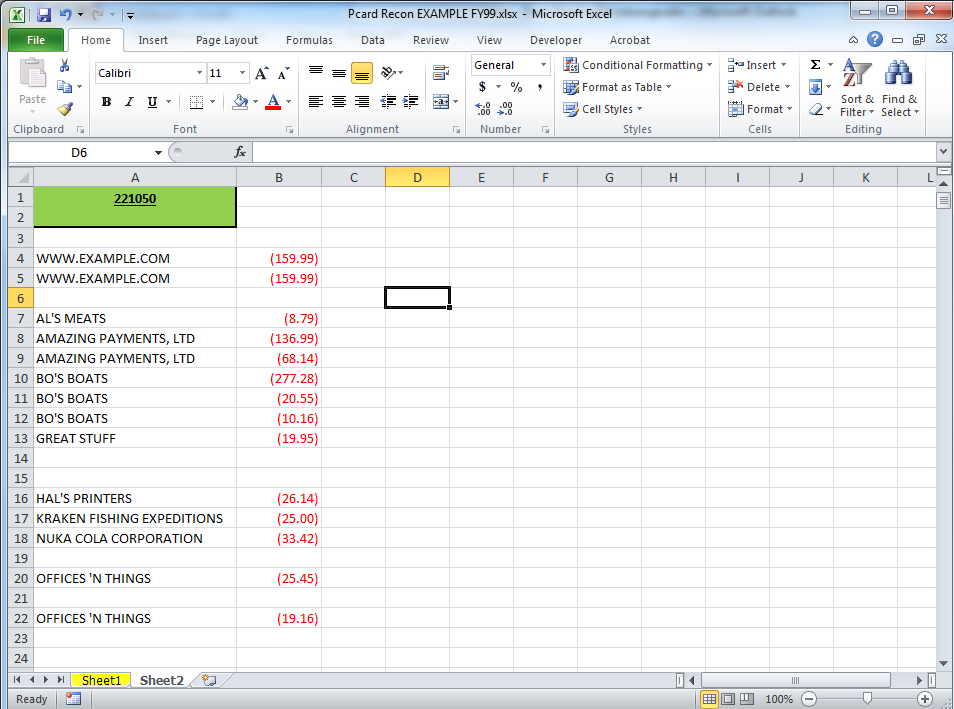 Pcard Recon EXAMPLE FY99.xlsx - Microsoft Excel
File Home Insert Page Layout Formulas Data Review View Developer Acrobat
Paste
Calibri 11 A A
B I U A
General
$ % ,
.00 .0
Conditional Formatting
Format as Table
Cell Styles
Insert
Delete
Format
Σ
Sort & Filter
Find & Select
Clipboard Font Alignment Number Styles Cells Editing
D6 fx
A B C D E F G H I J K L
1 221050
2
3
4 WWW.EXAMPLE.COM (159.99)
5 WWW.EXAMPLE.COM (159.99)
6
7 AL'S MEATS (8.79)
8 AMAZING PAYMENTS, LTD (136.99)
9 AMAZING PAYMENTS, LTD (68.14)
10 BO'S BOATS (277.28)
11 BO'S BOATS (20.55)
12 BO'S BOATS (10.16)
13 GREAT STUFF (19.95)
14
15
16 HAL'S PRINTERS (26.14)
17 KRAKEN FISHING EXPEDITIONS (25.00)
18 NUKA COLA CORPORATION (33.42)
19
20 OFFICES 'N THINGS (25.45)
21
22 OFFICES 'N THINGS (19.16)
23
24
Sheet1 Sheet2
Ready 100%